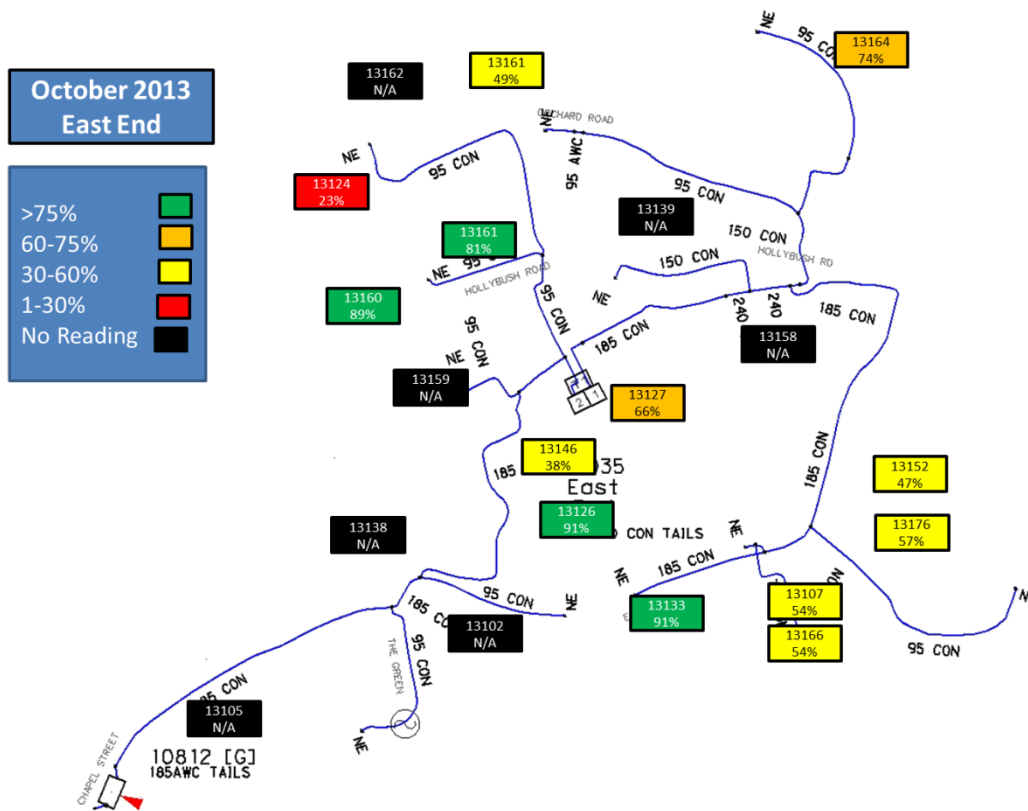 October 2013
East End
>75%
60-75%
30-60%
1-30%
No Reading
13162
N/A
13161
49%
NE
95 CON
13164
74%
NE
ORCHARD ROAD
95 AWC
95 CON
NE
95 CON
13124
23%
13139
N/A
150 CON
HOLLYBUSH RD
13161
81%
NE
95
HOLLYBUSH ROAD
150 CON
NE
13160
89%
95 CON
95 CON
NE
185 CON
240
240
185 CON
13158
N/A
13159
N/A
2
1
13127
66%
185
13146
38%
035
East
CON TAILS
13126
91%
185 CON
13152
47%
13176
57%
13138
N/A
NE
185 CON
NE
13133
91%
13107
54%
13166
54%
NE
95 CON
95 CON
NE
185 CO
13102
N/A
THE GREEN
95 CON
NE
185 CON
13105
N/A
10812 [G]
185AWC TAILS
CHAPEL STREET